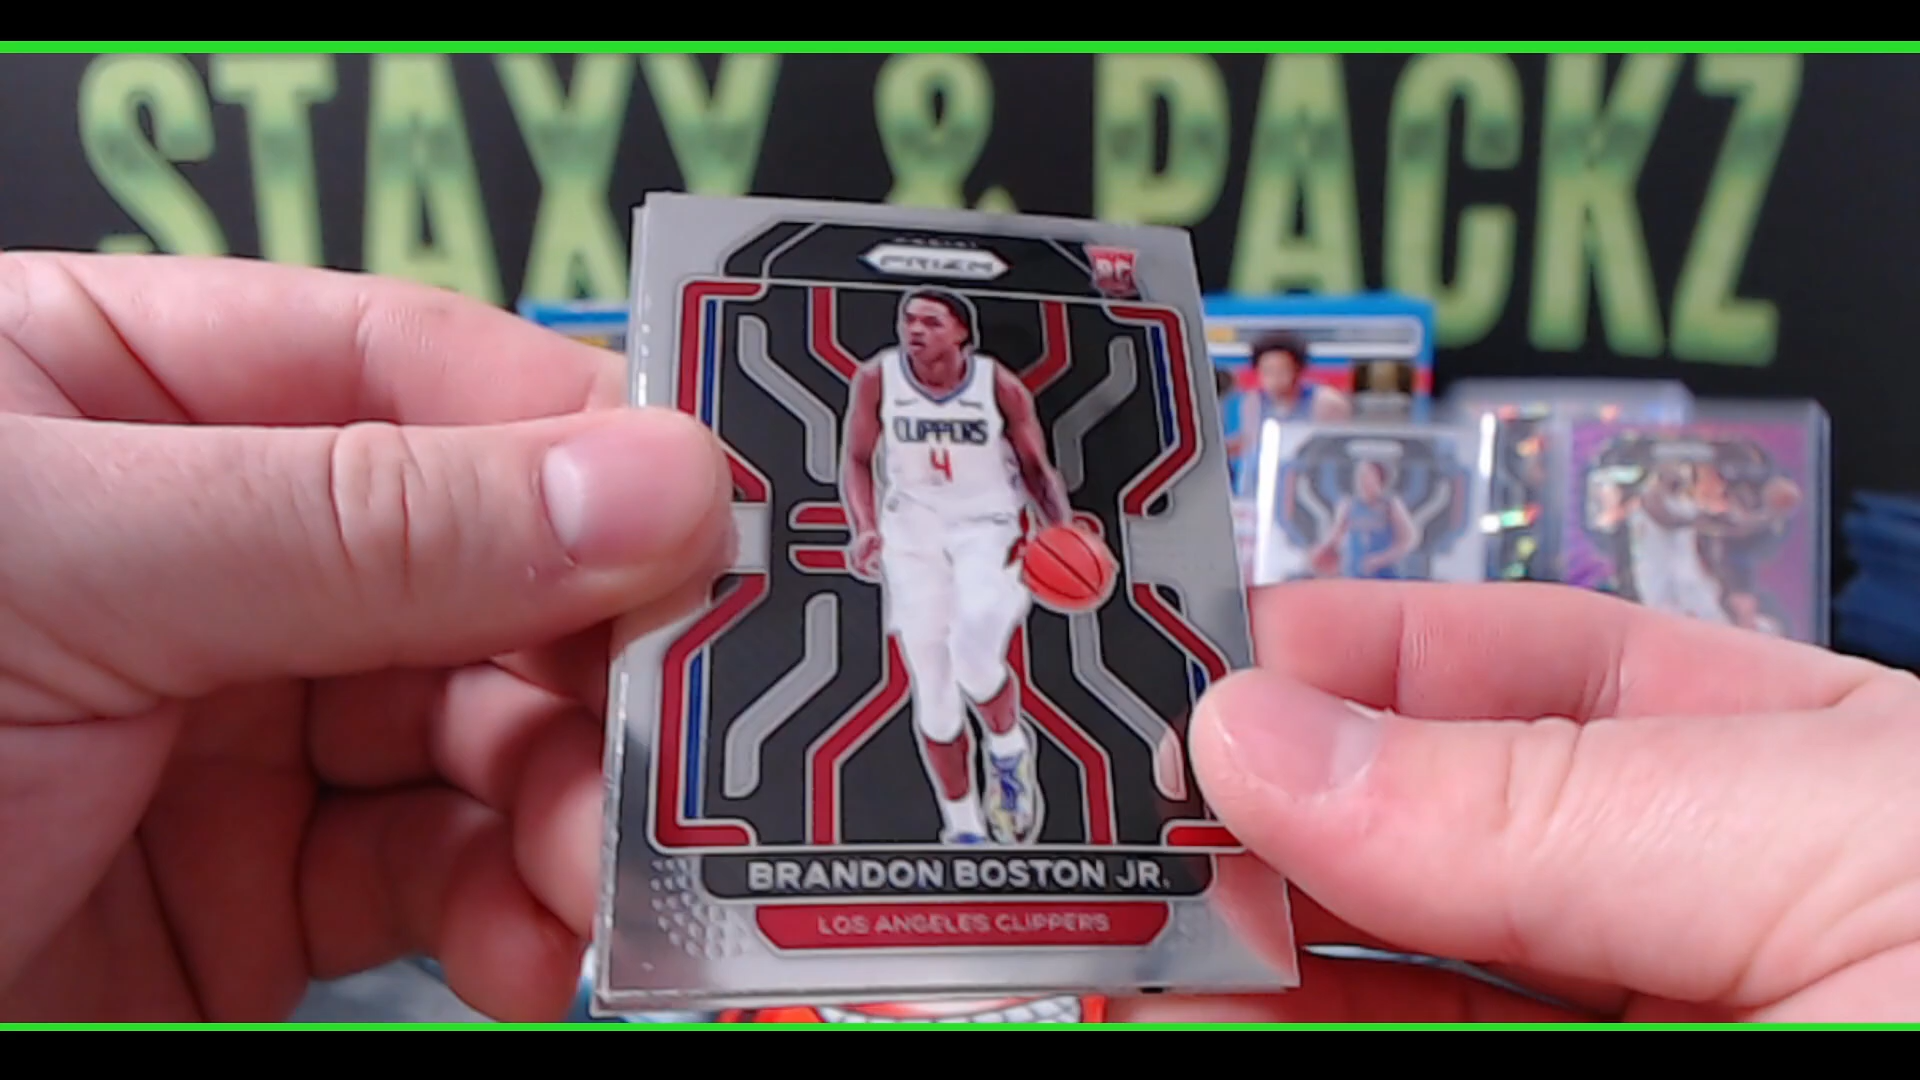 STAXX & PACKZ
PRIZM
RC
CLIPPERS
4
BRANDON BOSTON JR.
LOS ANGELES CLIPPERS